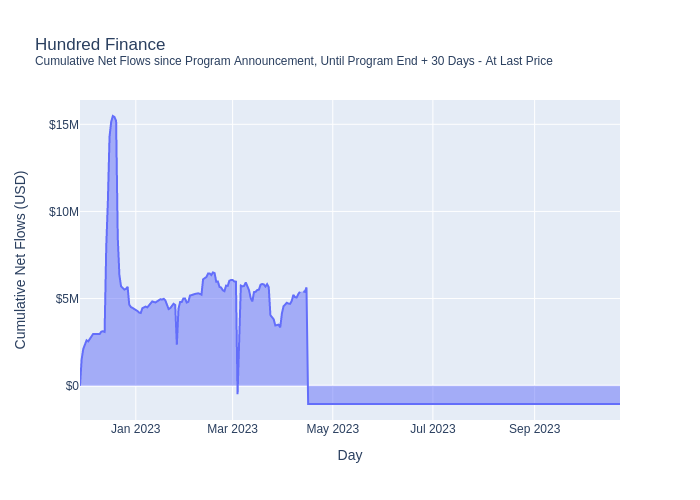 Hundred Finance
Cumulative Net Flows since Program Announcement, Until Program End + 30 Days - At Last Price
Cumulative Net Flows (USD)
$15M
$10M
$5M
$0
Jan 2023
Mar 2023
May 2023
Jul 2023
Sep 2023
Day